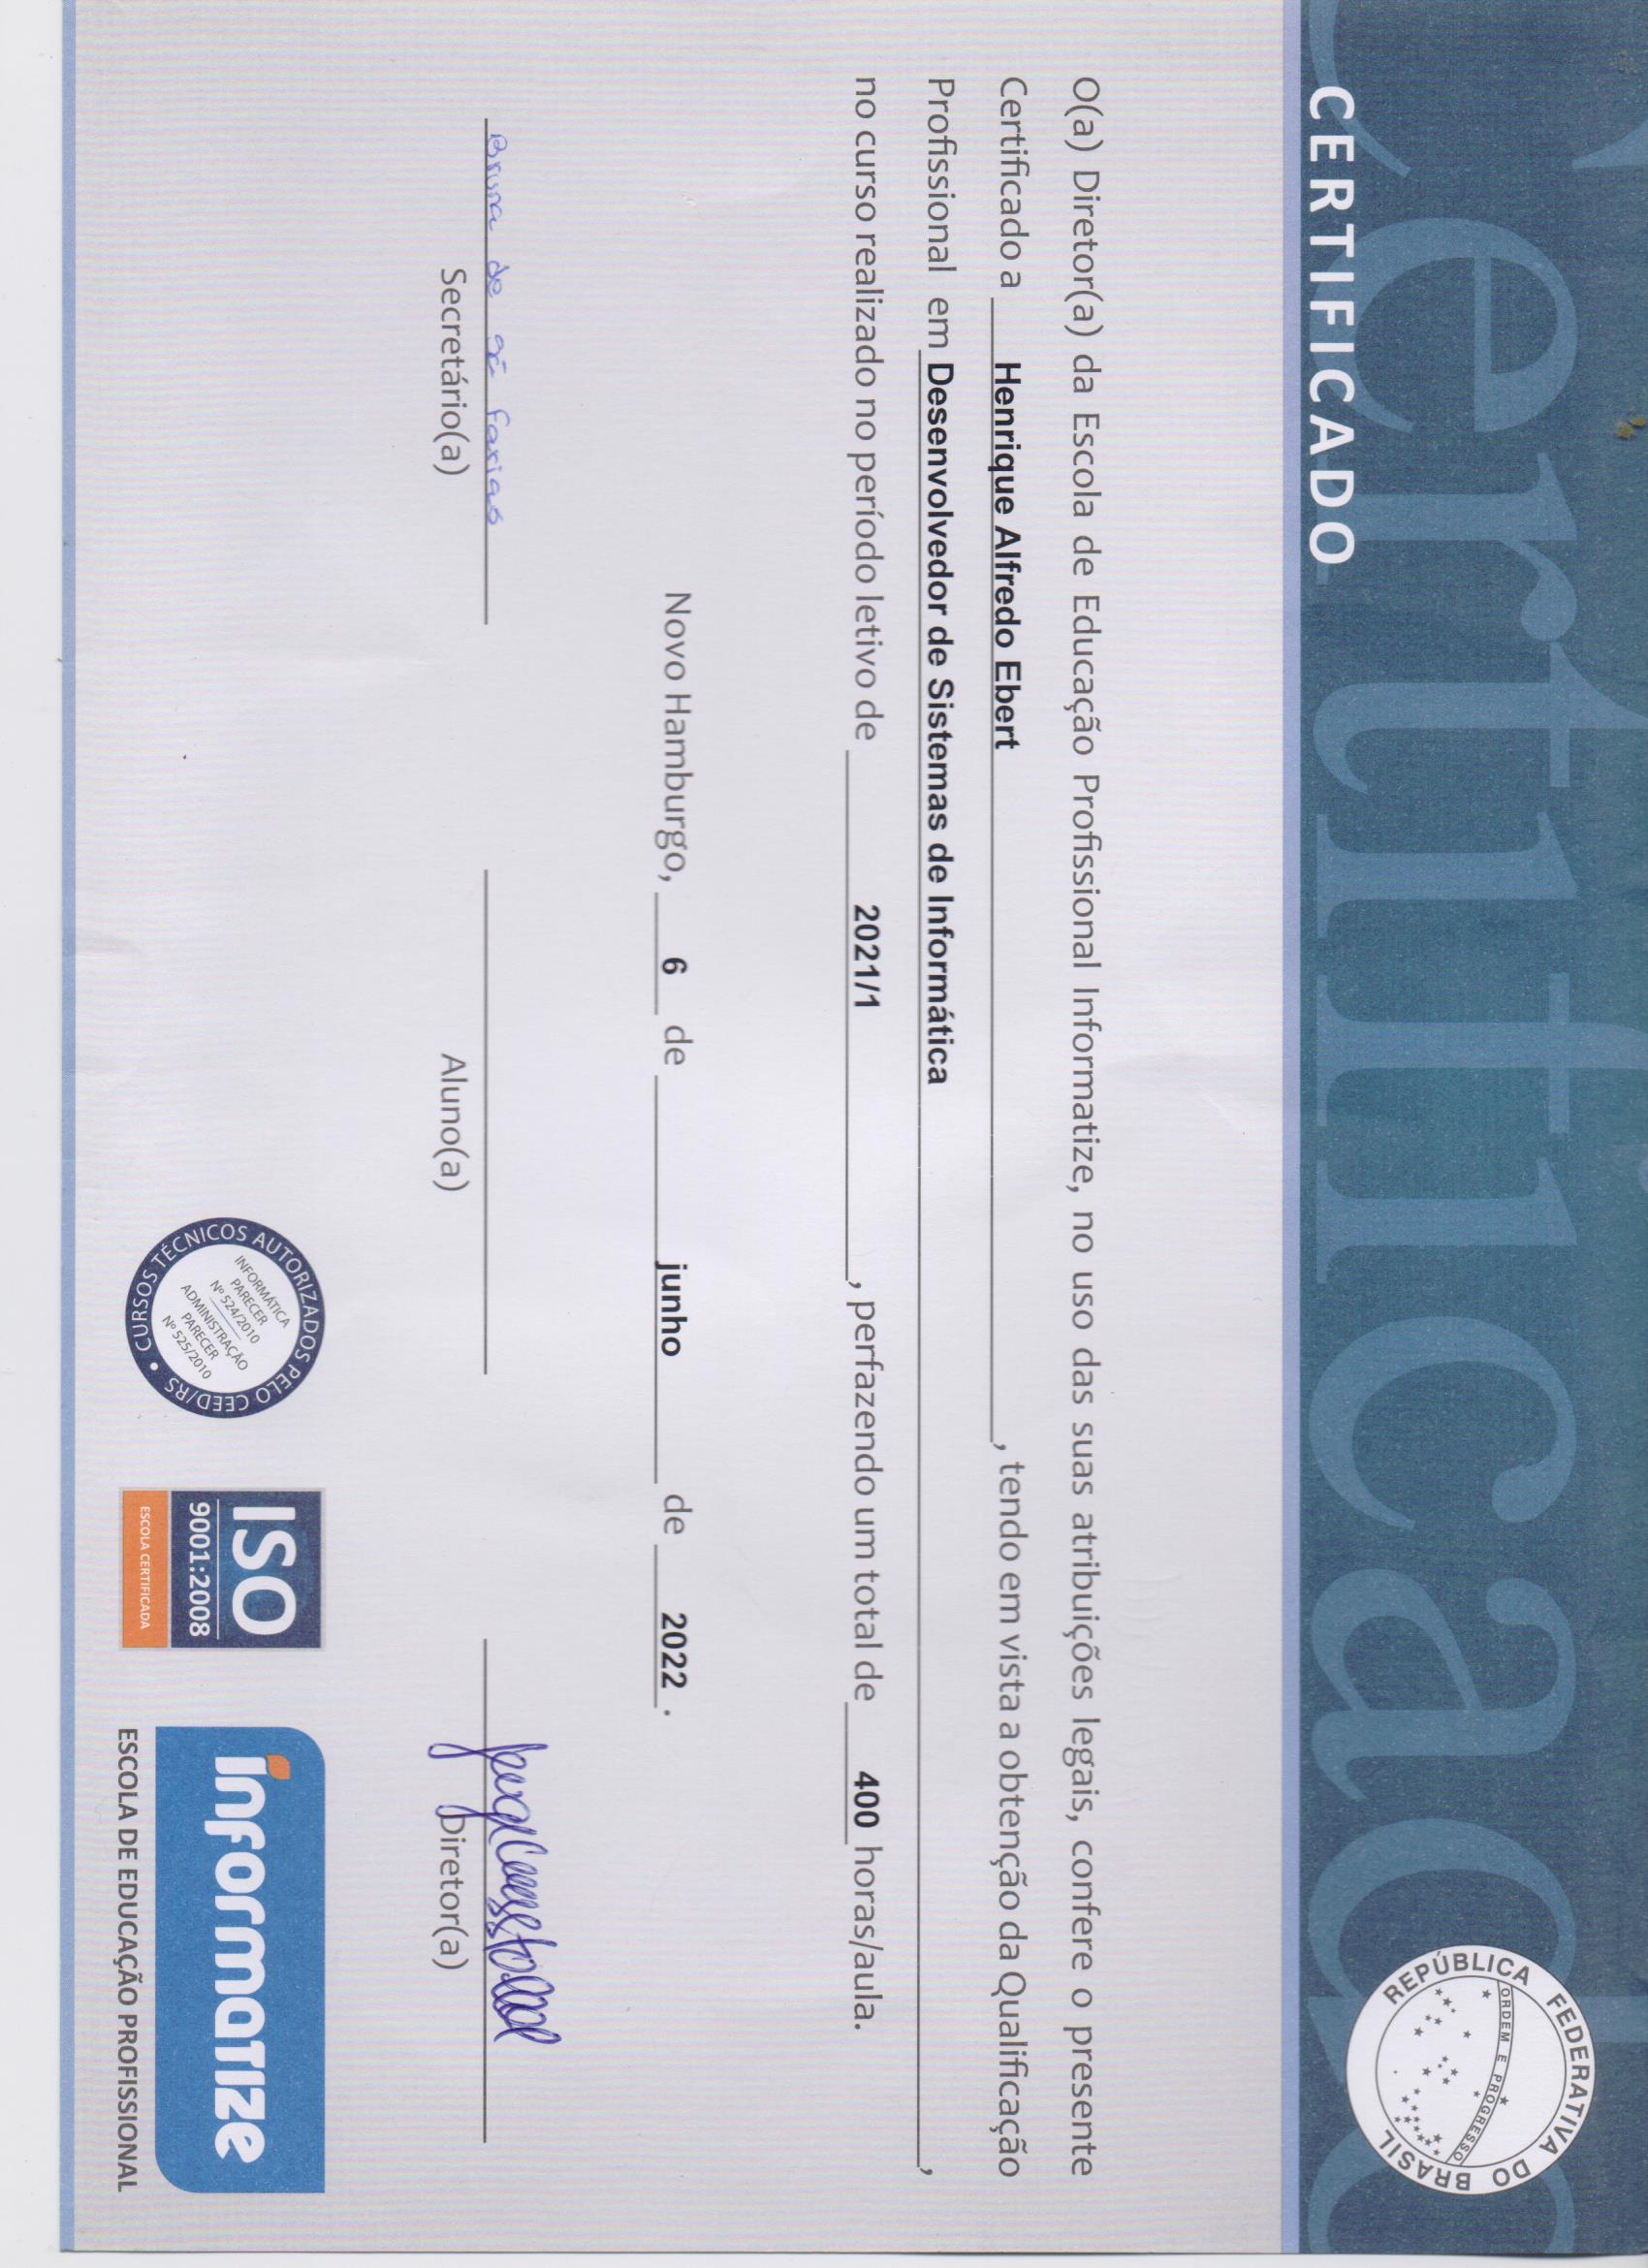 Certificado
CERTIFICADO
REPÚBLICA FEDERATIVA DO BRASIL
ORDEM E PROGRESSO
O(a) Diretor(a) da Escola de Educação Profissional Informatize, no uso das suas atribuições legais, confere o presente
Certificado a Henrique Alfredo Ebert, tendo em vista a obtenção da Qualificação
Profissional em Desenvolvedor de Sistemas de Informática,
no curso realizado no período letivo de 2021/1, perfazendo um total de 400 horas/aula.
Novo Hamburgo, 6 de junho de 2022.
Bruna de Sá Farias
Secretário(a)
Aluno(a)
Diretor(a)
CURSOS TÉCNICOS AUTORIZADOS PELO CEED/RS •
INFORMÁTICA
PARECER
Nº 524/2010
ADMINISTRAÇÃO
PARECER
Nº 525/2010
ISO
9001:2008
ESCOLA CERTIFICADA
informatize
ESCOLA DE EDUCAÇÃO PROFISSIONAL